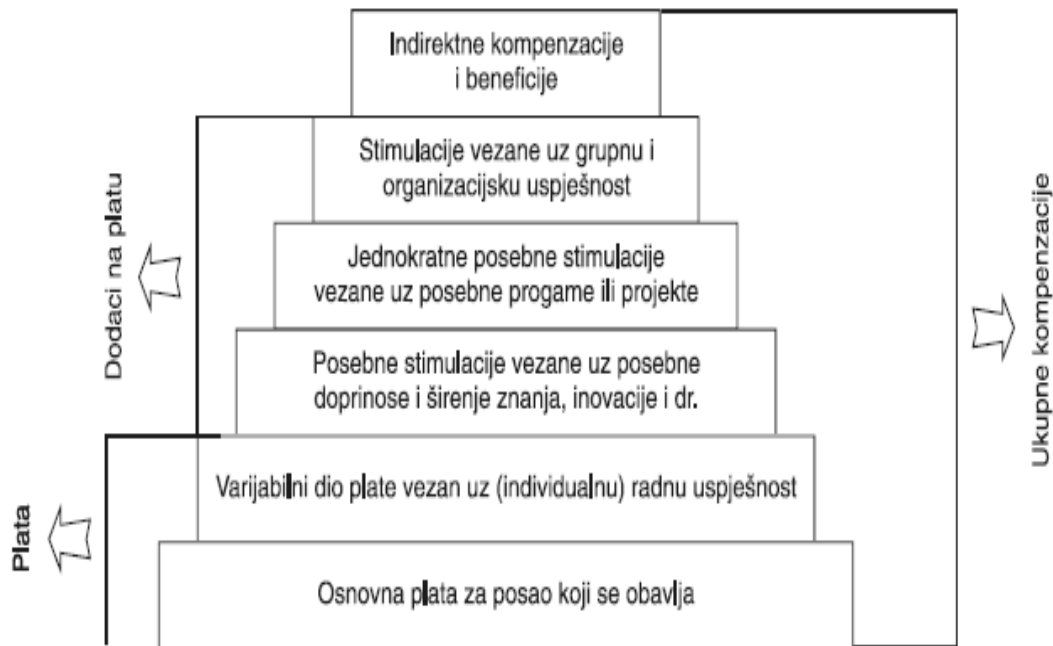 Indirektne kompenzacije
i beneficije
Stimulacije vezane uz grupnu i
organizacijsku uspješnost
Jednokratne posebne stimulacije
vezane uz posebne progame ili projekte
Posebne stimulacije vezane uz posebne
doprinose i širenje znanja, inovacije i dr.
Varijabilni dio plate vezan uz (individualnu) radnu uspješnost
Osnovna plata za posao koji se obavlja
Dodaci na platu
Plata
Ukupne kompenzacije